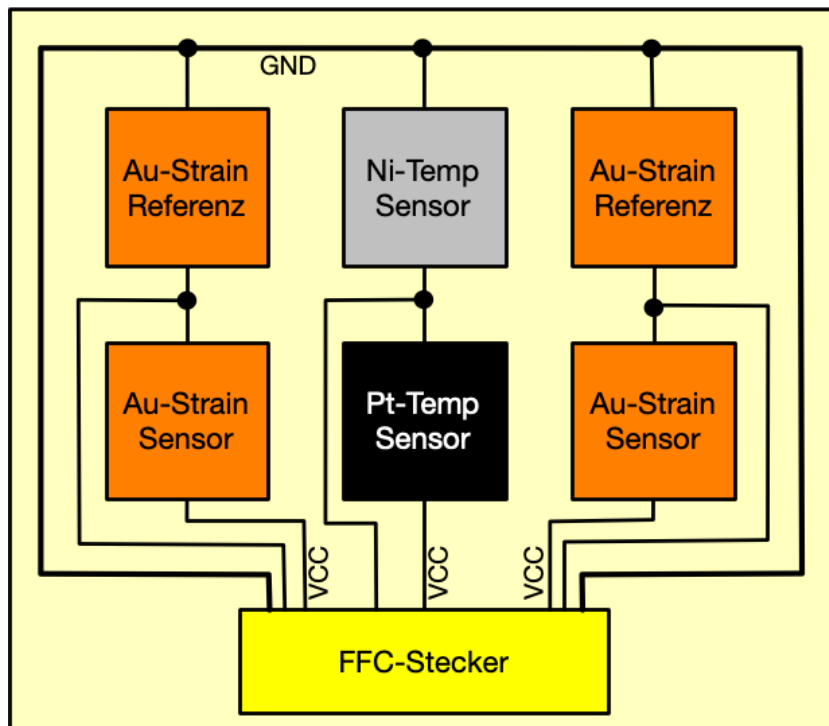 GND
Au-Strain
Referenz
Ni-Temp
Sensor
Au-Strain
Referenz
Au-Strain
Sensor
Pt-Temp
Sensor
Au-Strain
Sensor
VCC
VCC
VCC
FFC-Stecker